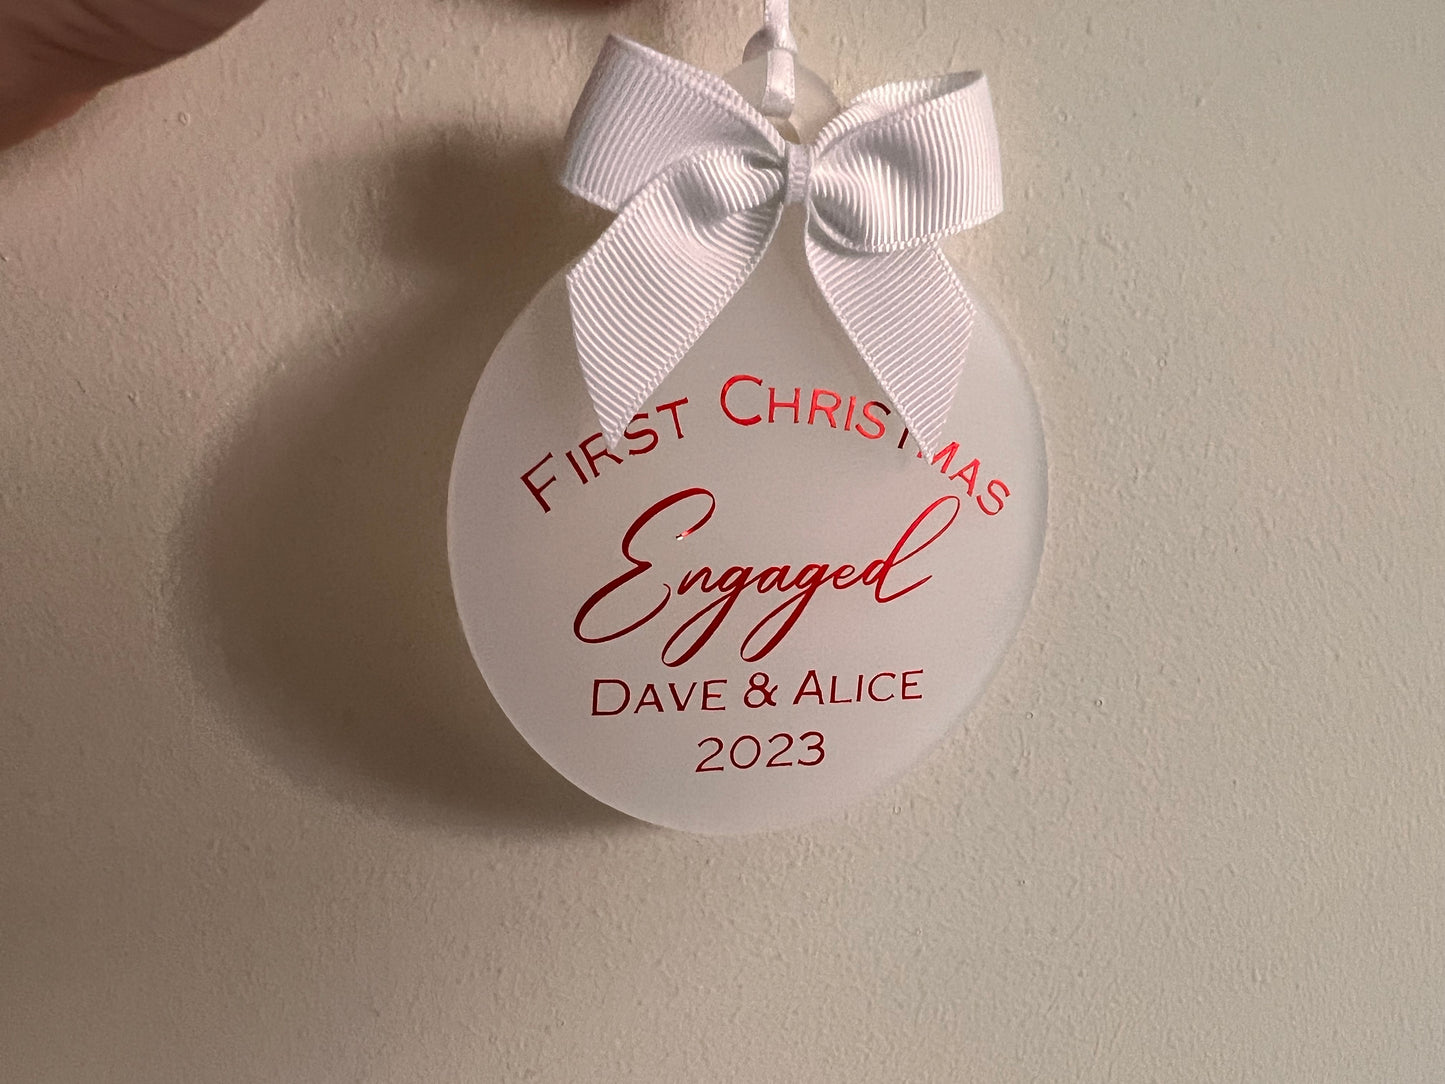 First Christmas
Engaged
Dave & Alice
2023